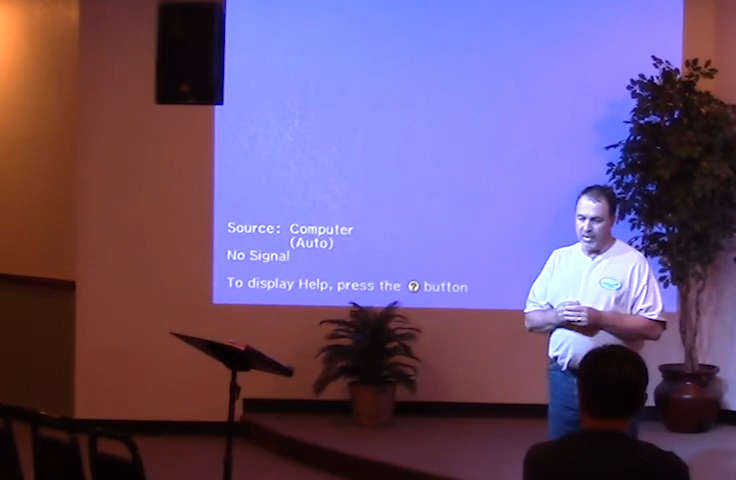 Source: Computer
(Auto)
No Signal
To display Help, press the ? button